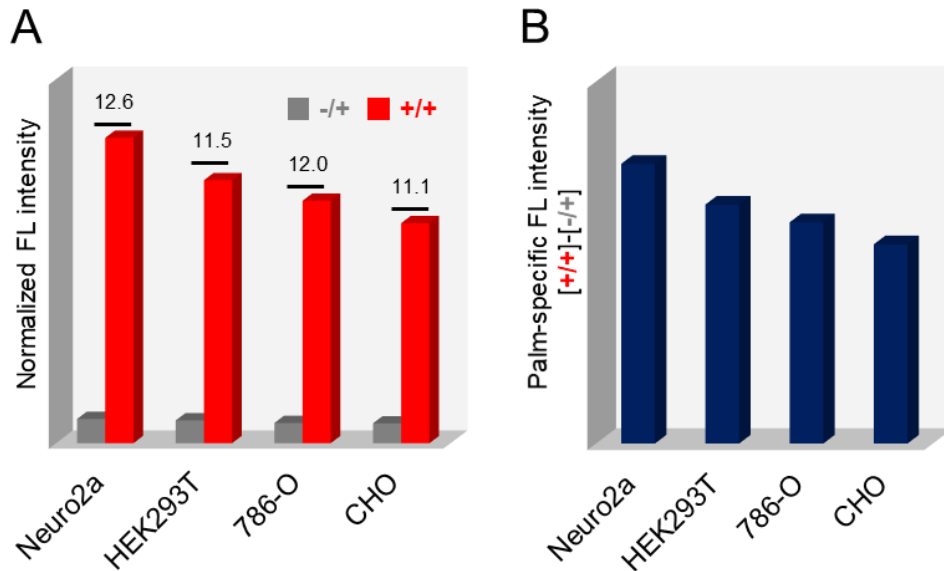 A
Normalized FL intensity
-/+ +/+
12.6
11.5
12.0
11.1
Neuro2a
HEK293T
786-O
CHO
B
Palm-specific FL intensity
[+/+]-[-/+]
Neuro2a
HEK293T
786-O
CHO